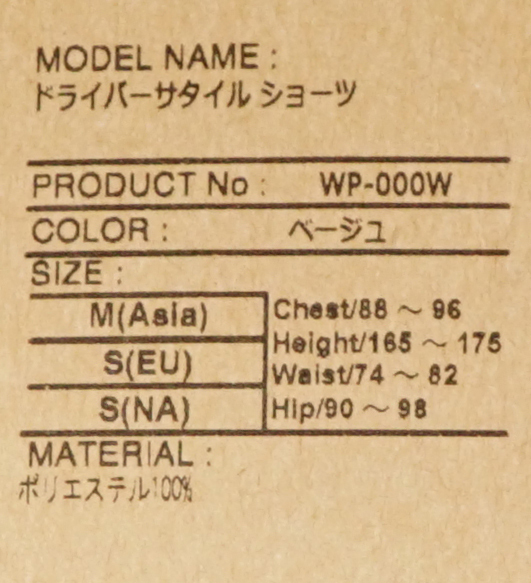 MODEL NAME :
ドライバーサタイル ショーツ
PRODUCT No : WP-000W
COLOR : ベージュ
SIZE :
M(Asia)
S(EU)
S(NA)
Chest/88 ～ 96
Height/165 ～ 175
Waist/74 ～ 82
Hip/90 ～ 98
MATERIAL :
ポリエステル100%